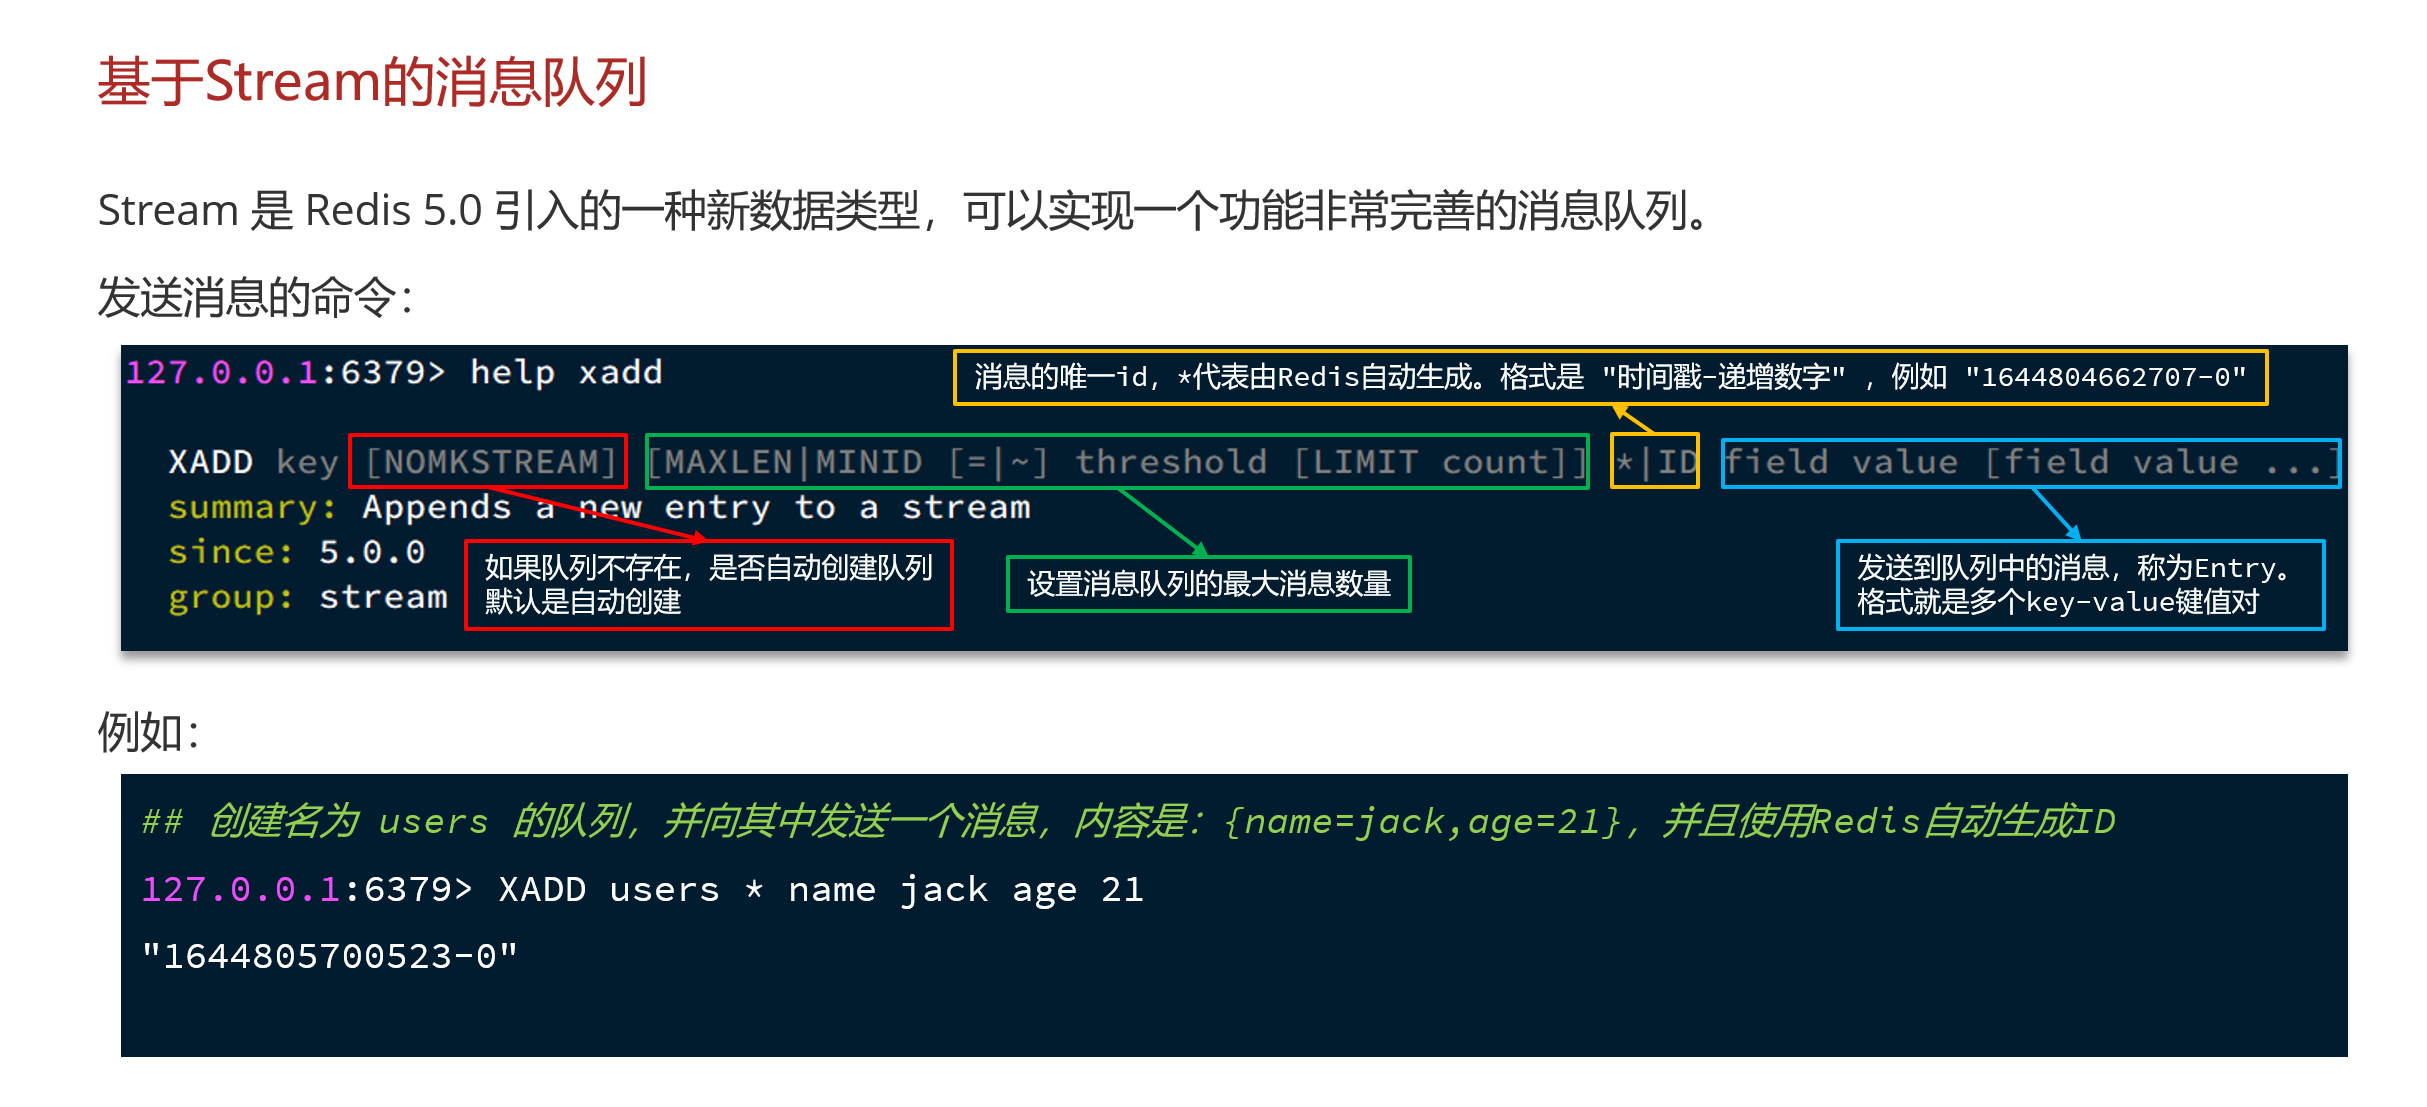 基于Stream的消息队列
Stream 是 Redis 5.0 引入的一种新数据类型，可以实现一个功能非常完善的消息队列。
发送消息的命令：
127.0.0.1:6379> help xadd
消息的唯一id，*代表由Redis自动生成。格式是 "时间戳-递增数字" ，例如 "1644804662707-0"
XADD key [NOMKSTREAM] [MAXLEN|MINID [=|~] threshold [LIMIT count]] *|ID field value [field value ...]
summary: Appends a new entry to a stream
since: 5.0.0
group: stream
如果队列不存在，是否自动创建队列
默认是自动创建
设置消息队列的最大消息数量
发送到队列中的消息，称为Entry。
格式就是多个key-value键值对
例如：
## 创建名为 users 的队列，并向其中发送一个消息，内容是：{name=jack,age=21}，并且使用Redis自动生成ID
127.0.0.1:6379> XADD users * name jack age 21
"1644805700523-0"